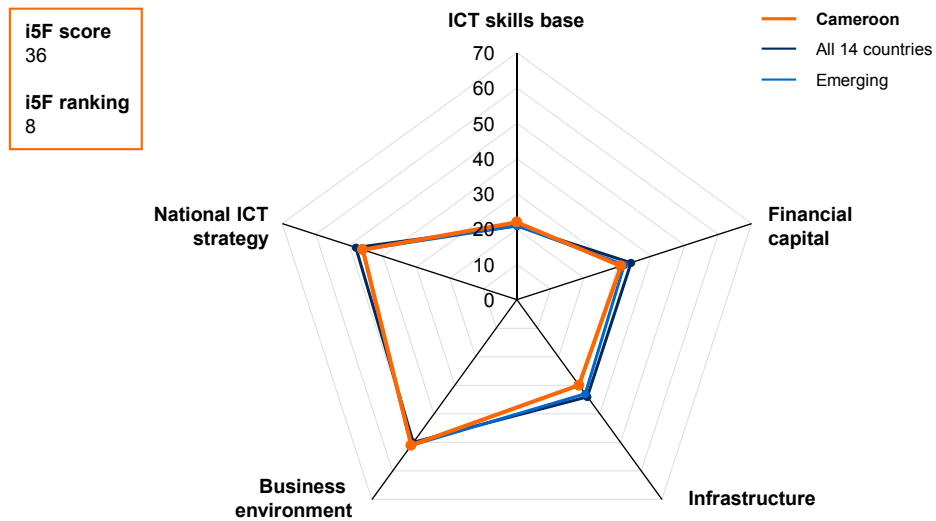 i5F score
36
i5F ranking
8
ICT skills base
Cameroon
All 14 countries
Emerging
70
60
50
40
30
20
10
0
National ICT
strategy
Financial
capital
Business
environment
Infrastructure